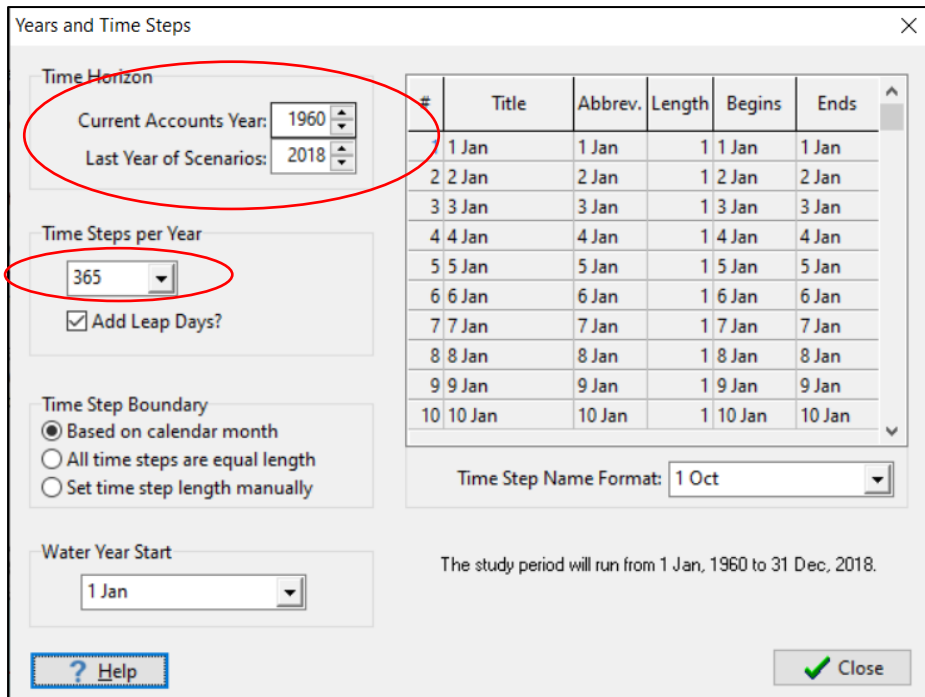 Years and Time Steps
Time Horizon
Current Accounts Year: 1960
Last Year of Scenarios: 2018
Time Steps per Year
365
Add Leap Days?
Time Step Boundary
Based on calendar month
All time steps are equal length
Set time step length manually
Water Year Start
1 Jan
Help
# Title Abbrev. Length Begins Ends
1 1 Jan 1 Jan 1 1 Jan 1 Jan
2 2 Jan 2 Jan 1 2 Jan 2 Jan
3 3 Jan 3 Jan 1 3 Jan 3 Jan
4 4 Jan 4 Jan 1 4 Jan 4 Jan
5 5 Jan 5 Jan 1 5 Jan 5 Jan
6 6 Jan 6 Jan 1 6 Jan 6 Jan
7 7 Jan 7 Jan 1 7 Jan 7 Jan
8 8 Jan 8 Jan 1 8 Jan 8 Jan
9 9 Jan 9 Jan 1 9 Jan 9 Jan
10 10 Jan 10 Jan 1 10 Jan 10 Jan
Time Step Name Format: 1 Oct
The study period will run from 1 Jan, 1960 to 31 Dec, 2018.
Close